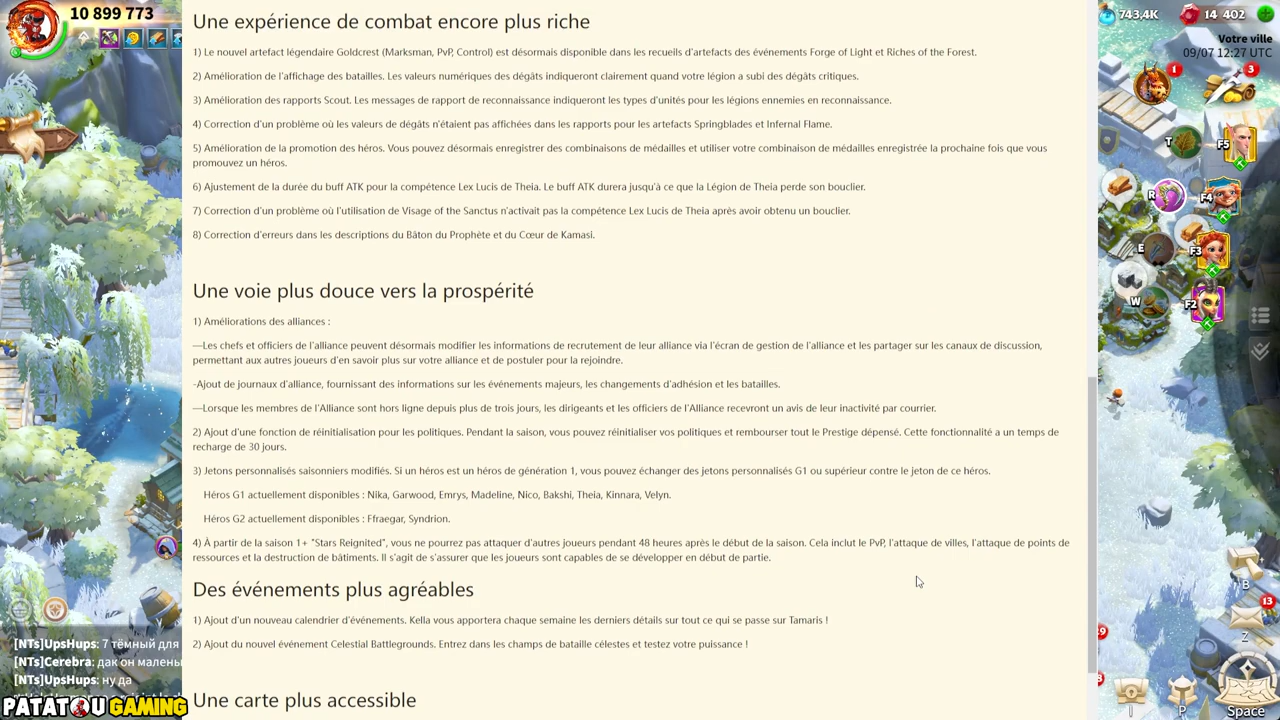 10 899 773
743,4K
14 402
Votre ville
09/07 12:27 UTC
1
3
T
F5
R
F4
E
F3
W
F2
Une expérience de combat encore plus riche
1) Le nouvel artefact légendaire Goldcrest (Marksman, PvP, Control) est désormais disponible dans les recueils d'artefacts des événements Forge of Light et Riches of the Forest.
2) Amélioration de l'affichage des batailles. Les valeurs numériques des dégâts indiqueront clairement quand votre légion a subi des dégâts critiques.
3) Amélioration des rapports Scout. Les messages de rapport de reconnaissance indiqueront les types d'unités pour les légions ennemies en reconnaissance.
4) Correction d'un problème où les valeurs de dégâts n'étaient pas affichées dans les rapports pour les artefacts Springblades et Infernal Flame.
5) Amélioration de la promotion des héros. Vous pouvez désormais enregistrer des combinaisons de médailles et utiliser votre combinaison de médailles enregistrée la prochaine fois que vous
promouvez un héros.
6) Ajustement de la durée du buff ATK pour la compétence Lex Lucis de Theia. Le buff ATK durera jusqu'à ce que la Légion de Theia perde son bouclier.
7) Correction d'un problème où l'utilisation de Visage of the Sanctus n'activait pas la compétence Lex Lucis de Theia après avoir obtenu un bouclier.
8) Correction d'erreurs dans les descriptions du Bâton du Prophète et du Cœur de Kamasi.
Une voie plus douce vers la prospérité
1) Améliorations des alliances :
—Les chefs et officiers de l'alliance peuvent désormais modifier les informations de recrutement de leur alliance via l'écran de gestion de l'alliance et les partager sur les canaux de discussion,
permettant aux autres joueurs d'en savoir plus sur votre alliance et de postuler pour la rejoindre.
-Ajout de journaux d'alliance, fournissant des informations sur les événements majeurs, les changements d'adhésion et les batailles.
—Lorsque les membres de l'Alliance sont hors ligne depuis plus de trois jours, les dirigeants et les officiers de l'Alliance recevront un avis de leur inactivité par courrier.
2) Ajout d'une fonction de réinitialisation pour les politiques. Pendant la saison, vous pouvez réinitialiser vos politiques et rembourser tout le Prestige dépensé. Cette fonctionnalité a un temps de
recharge de 30 jours.
3) Jetons personnalisés saisonniers modifiés. Si un héros est un héros de génération 1, vous pouvez échanger des jetons personnalisés G1 ou supérieur contre le jeton de ce héros.
Héros G1 actuellement disponibles : Nika, Garwood, Emrys, Madeline, Nico, Bakshi, Theia, Kinnara, Velyn.
Héros G2 actuellement disponibles : Ffraegar, Syndrion.
4) À partir de la saison 1+ "Stars Reignited", vous ne pourrez pas attaquer d'autres joueurs pendant 48 heures après le début de la saison. Cela inclut le PvP, l'attaque de villes, l'attaque de points de
ressources et la destruction de bâtiments. Il s'agit de s'assurer que les joueurs sont capables de se développer en début de partie.
Des événements plus agréables
1) Ajout d'un nouveau calendrier d'événements. Kella vous apportera chaque semaine les derniers détails sur tout ce qui se passe sur Tamaris !
2) Ajout du nouvel événement Celestial Battlegrounds. Entrez dans les champs de bataille célestes et testez votre puissance !
Une carte plus accessible
[NTs]UpsHups: 7 тёмный для
[NTs]Cerebra: дак он малены
[NTs]UpsHups: ну да
PATATOU GAMING
B
13
Z
I
P
Space